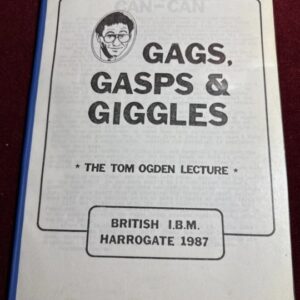 CAN-CAN
GAGS,
GASPS &
GIGGLES
* THE TOM OGDEN LECTURE *
BRITISH I.B.M.
HARROGATE 1987